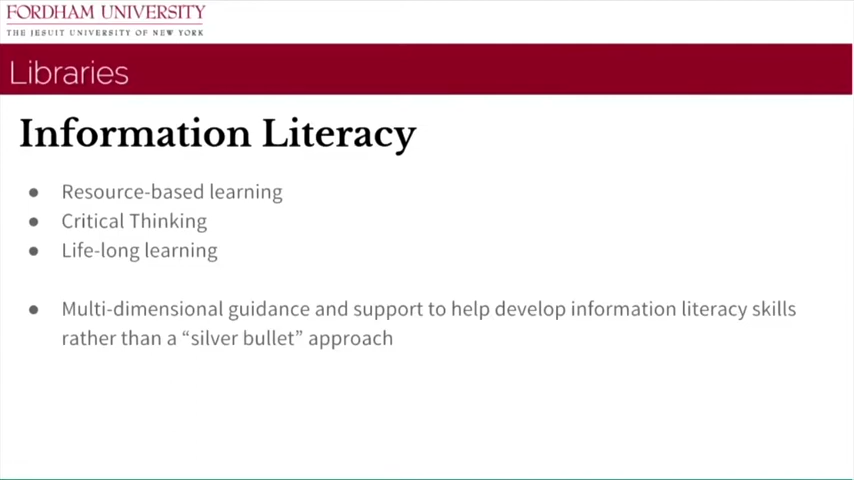 FORDHAM UNIVERSITY
THE JESUIT UNIVERSITY OF NEW YORK
Libraries
Information Literacy
● Resource-based learning
● Critical Thinking
● Life-long learning
● Multi-dimensional guidance and support to help develop information literacy skills
rather than a “silver bullet” approach